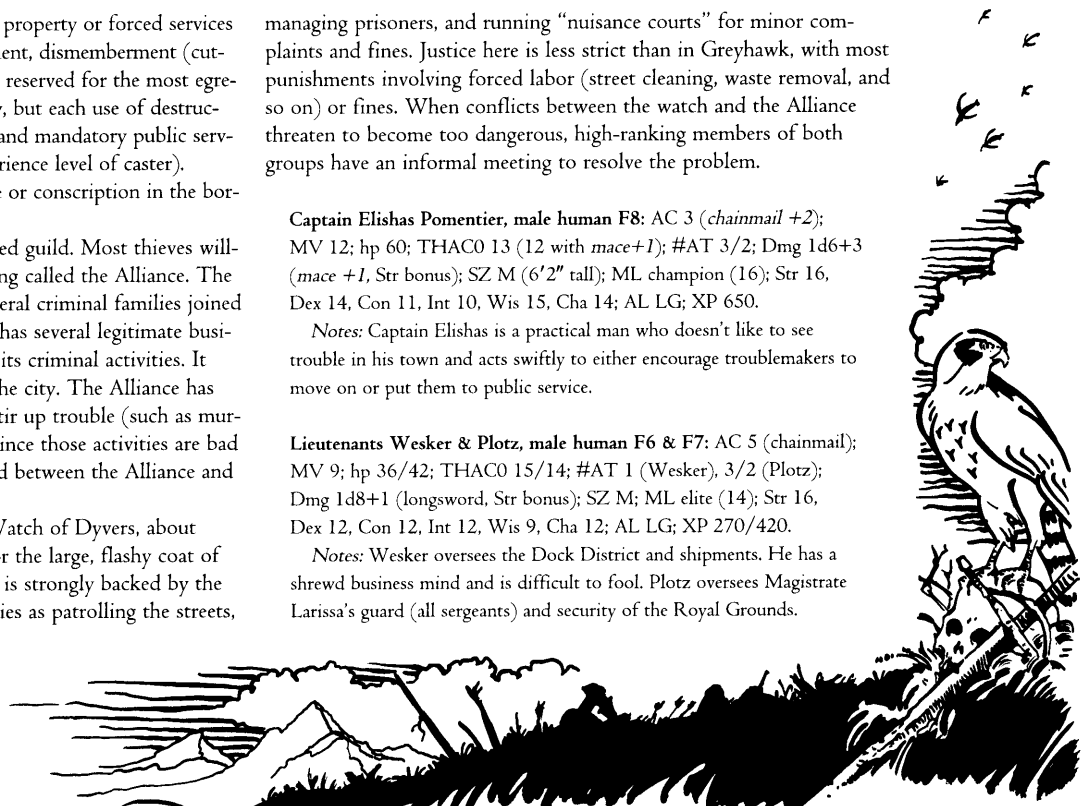 property or forced services
dismemberment (cut-
reserved for the most egre-
but each use of destruc-
and mandatory public serv-
level of caster).
or conscription in the bor-
guild. Most thieves will-
called the Alliance. The
criminal families joined
has several legitimate busi-
its criminal activities. It
city. The Alliance has
up trouble (such as mur-
those activities are bad
between the Alliance and
of Dyvers, about
the large, flashy coat of
is strongly backed by the
as patrolling the streets,
managing prisoners, and running “nuisance courts” for minor com-
plaints and fines. Justice here is less strict than in Greyhawk, with most
punishments involving forced labor (street cleaning, waste removal, and
so on) or fines. When conflicts between the watch and the Alliance
threaten to become too dangerous, high-ranking members of both
groups have an informal meeting to resolve the problem.
Captain Elishas Pomentier, male human F8: AC 3 (chainmail +2);
MV 12; hp 60; THAC0 13 (12 with mace+1); #AT 3/2; Dmg 1d6+3
(mace +1, Str bonus); SZ M (6′2″ tall); ML champion (16); Str 16,
Dex 14, Con 11, Int 10, Wis 15, Cha 14; AL LG; XP 650.
Notes: Captain Elishas is a practical man who doesn’t like to see
trouble in his town and acts swiftly to either encourage troublemakers to
move on or put them to public service.
Lieutenants Wesker & Plotz, male human F6 & F7: AC 5 (chainmail);
MV 9; hp 36/42; THAC0 15/14; #AT 1 (Wesker), 3/2 (Plotz);
Dmg 1d8+1 (longsword, Str bonus); SZ M; ML elite (14); Str 16,
Dex 12, Con 12, Int 12, Wis 9, Cha 12; AL LG; XP 270/420.
Notes: Wesker oversees the Dock District and shipments. He has a
shrewd business mind and is difficult to fool. Plotz oversees Magistrate
Larissa’s guard (all sergeants) and security of the Royal Grounds.